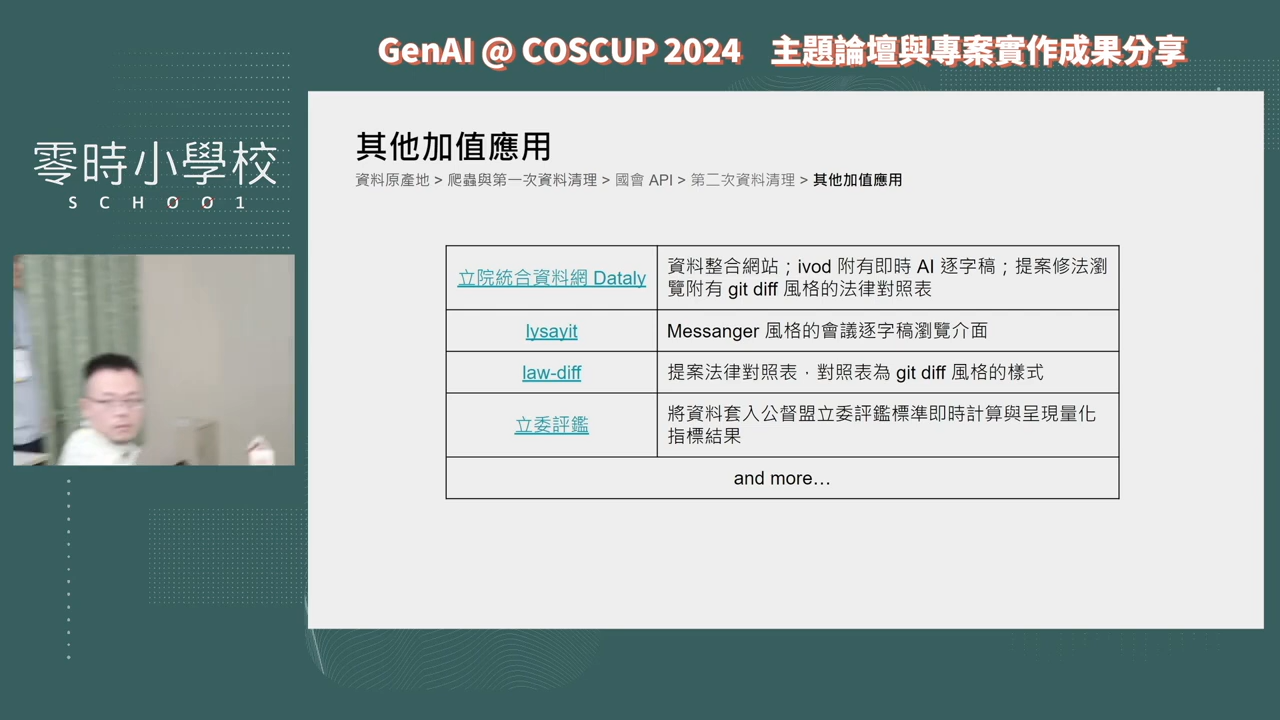 GenAI @ COSCUP 2024 主題論壇與專案實作成果分享
零時小學校
SCHOO1
其他加值應用
資料原產地 > 爬蟲與第一次資料清理 > 國會 API > 第二次資料清理 > 其他加值應用
立院統合資料網 Dataly
資料整合網站；ivod 附有即時 AI 逐字稿；提案修法瀏
覽附有 git diff 風格的法律對照表
lysayit
Messanger 風格的會議逐字稿瀏覽介面
law-diff
提案法律對照表，對照表為 git diff 風格的樣式
立委評鑑
將資料套入公督盟立委評鑑標準即時計算與呈現量化
指標結果
and more…